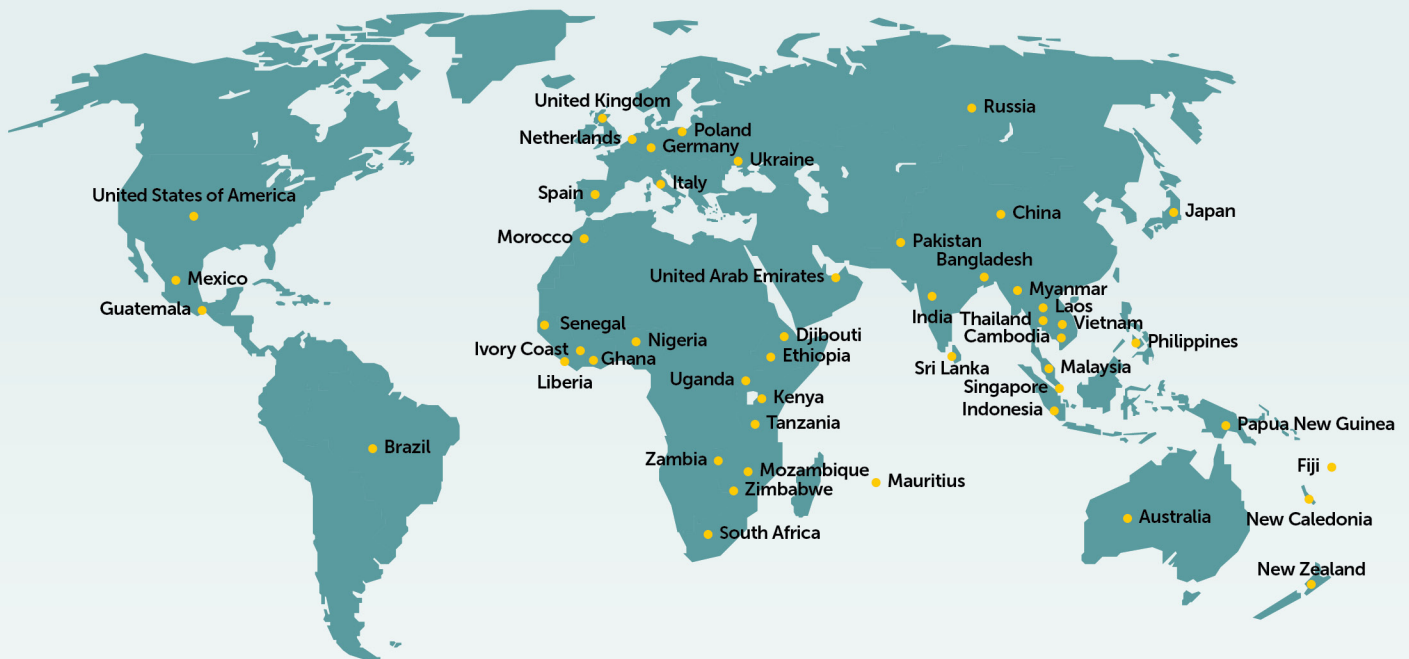 United Kingdom
Russia
Netherlands
Poland
Germany
Ukraine
Italy
Spain
United States of America
Japan
China
Morocco
Pakistan
Bangladesh
United Arab Emirates
Mexico
Myanmar
Guatemala
Laos
India
Thailand
Vietnam
Senegal
Djibouti
Cambodia
Nigeria
Philippines
Ivory Coast
Ghana
Ethiopia
Sri Lanka
Malaysia
Liberia
Uganda
Singapore
Kenya
Indonesia
Tanzania
Papua New Guinea
Brazil
Zambia
Fiji
Mozambique
Mauritius
Zimbabwe
Australia
New Caledonia
South Africa
New Zealand